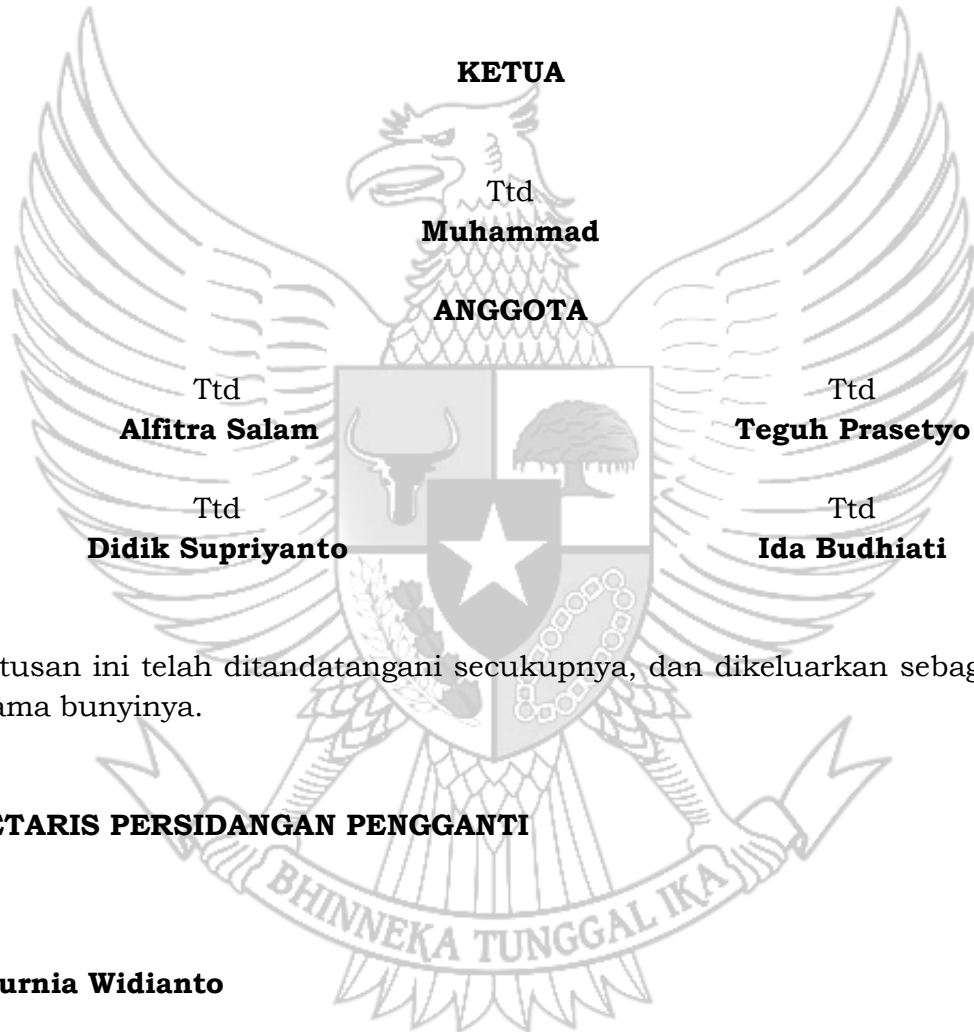 KETUA
Ttd
Muhammad
ANGGOTA
Ttd Ttd
Alfitra Salam Teguh Prasetyo
Ttd Ttd
Didik Supriyanto Ida Budhiati
tusan ini telah ditandatangani secukupnya, dan dikeluarkan sebag
ama bunyinya.
CTARIS PERSIDANGAN PENGGANTI
BHINNEKA TUNGGAL IKA
urnia Widianto